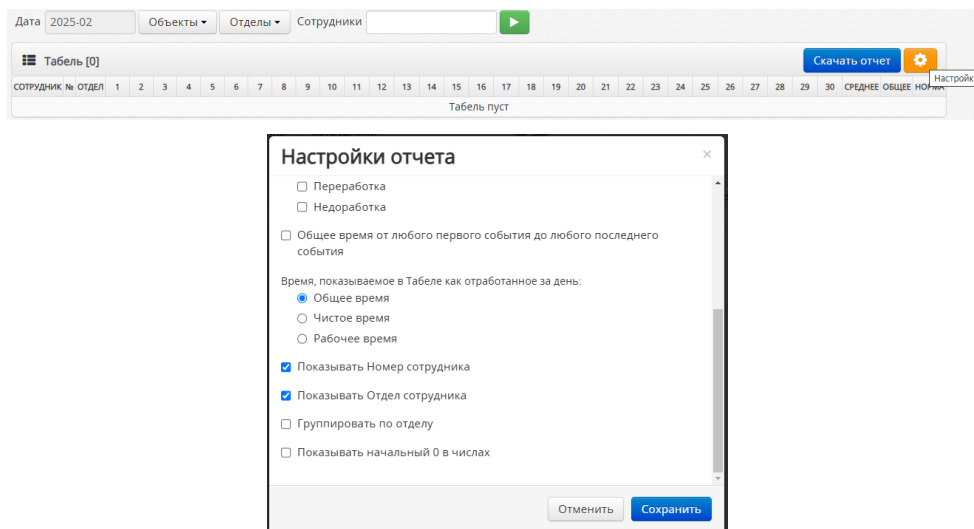 Дата 2025-02 Объекты Отделы Сотрудники
Табель [0] Скачать отчет
Настройк
СОТРУДНИК № ОТДЕЛ 1 2 3 4 5 6 7 8 9 10 11 12 13 14 15 16 17 18 19 20 21 22 23 24 25 26 27 28 29 30 СРЕДНЕЕ ОБЩЕЕ НОРМА
Табель пуст
Настройки отчета ×
Переработка
Недоработка
Общее время от любого первого события до любого последнего
события
Время, показываемое в Табеле как отработанное за день:
Общее время
Чистое время
Рабочее время
Показывать Номер сотрудника
Показывать Отдел сотрудника
Группировать по отделу
Показывать начальный 0 в числах
Отменить Сохранить